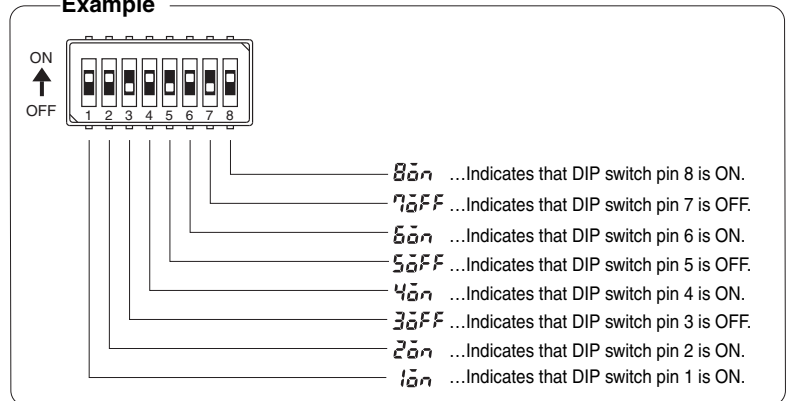 Example
ON
OFF
1 2 3 4 5 6 7 8
8on ...Indicates that DIP switch pin 8 is ON.
7oFF ...Indicates that DIP switch pin 7 is OFF.
6on ...Indicates that DIP switch pin 6 is ON.
5oFF ...Indicates that DIP switch pin 5 is OFF.
4on ...Indicates that DIP switch pin 4 is ON.
3oFF ...Indicates that DIP switch pin 3 is OFF.
2on ...Indicates that DIP switch pin 2 is ON.
1on ...Indicates that DIP switch pin 1 is ON.